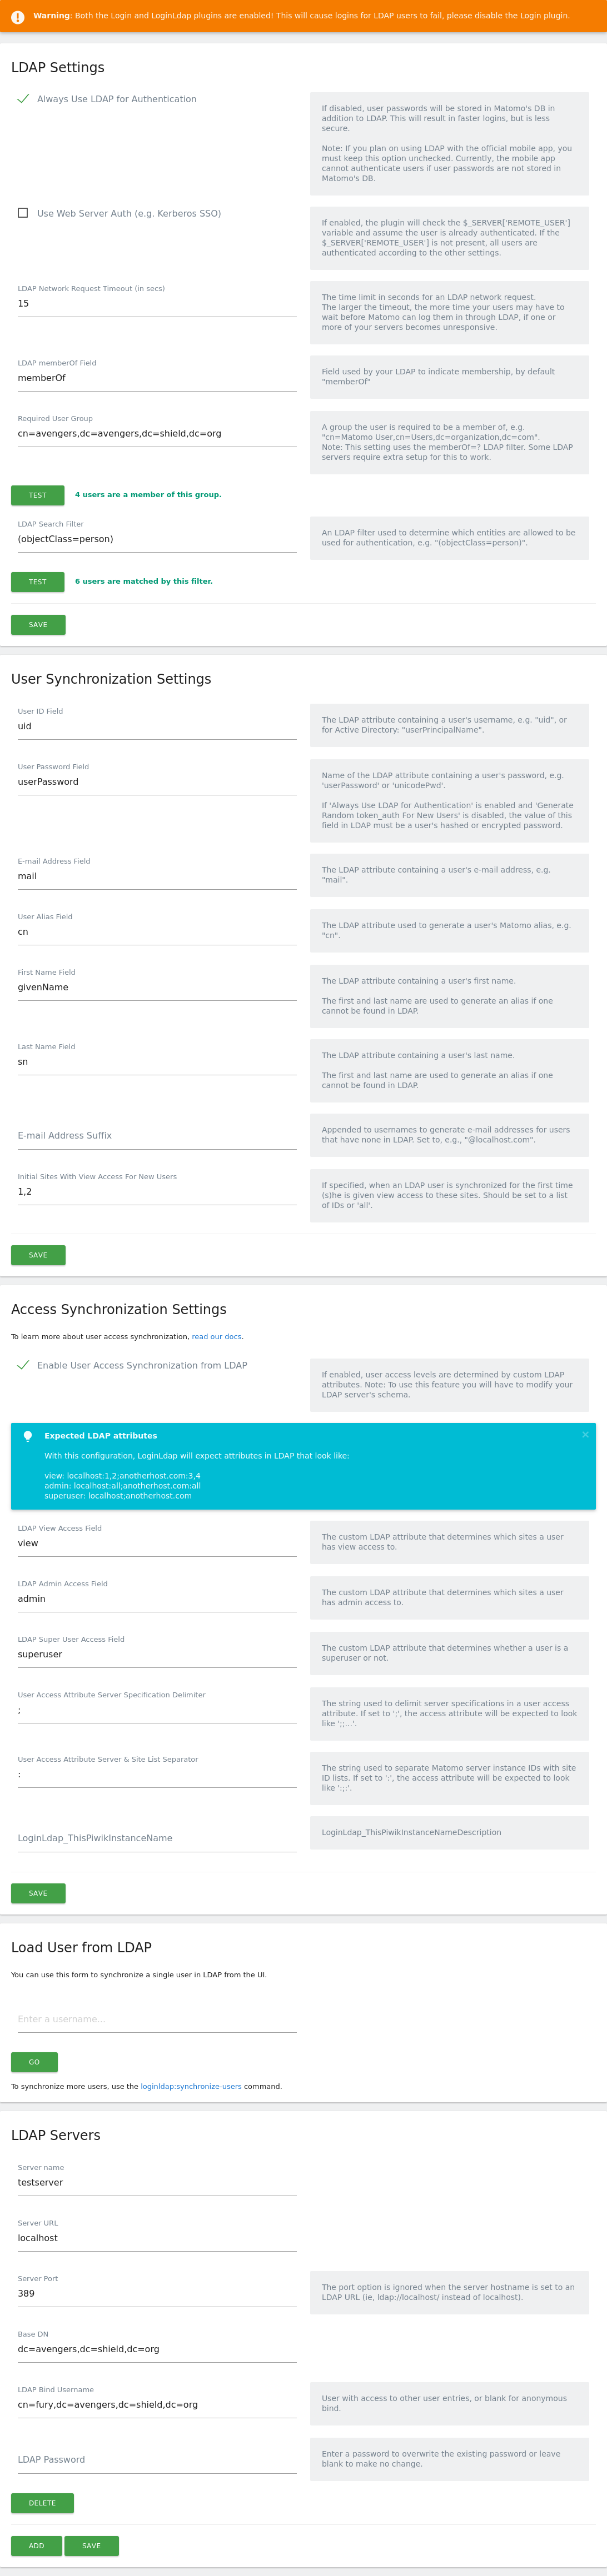 Warning: Both the Login and LoginLdap plugins are enabled! This will cause logins for LDAP users to fail, please disable the Login plugin.
LDAP Settings
Always Use LDAP for Authentication
If disabled, user passwords will be stored in Matomo's DB in
addition to LDAP. This will result in faster logins, but is less
secure.
Note: If you plan on using LDAP with the official mobile app, you
must keep this option unchecked. Currently, the mobile app
cannot authenticate users if user passwords are not stored in
Matomo's DB.
Use Web Server Auth (e.g. Kerberos SSO)
If enabled, the plugin will check the $_SERVER['REMOTE_USER']
variable and assume the user is already authenticated. If the
$_SERVER['REMOTE_USER'] is not present, all users are
authenticated according to the other settings.
LDAP Network Request Timeout (in secs)
15
The time limit in seconds for an LDAP network request.
The larger the timeout, the more time your users may have to
wait before Matomo can log them in through LDAP, if one or
more of your servers becomes unresponsive.
LDAP memberOf Field
memberOf
Field used by your LDAP to indicate membership, by default
"memberOf"
Required User Group
cn=avengers,dc=avengers,dc=shield,dc=org
A group the user is required to be a member of, e.g.
"cn=Matomo User,cn=Users,dc=organization,dc=com".
Note: This setting uses the memberOf=? LDAP filter. Some LDAP
servers require extra setup for this to work.
TEST
4 users are a member of this group.
LDAP Search Filter
(objectClass=person)
An LDAP filter used to determine which entities are allowed to be
used for authentication, e.g. "(objectClass=person)".
TEST
6 users are matched by this filter.
SAVE
User Synchronization Settings
User ID Field
uid
The LDAP attribute containing a user's username, e.g. "uid", or
for Active Directory: "userPrincipalName".
User Password Field
userPassword
Name of the LDAP attribute containing a user's password, e.g.
'userPassword' or 'unicodePwd'.
If 'Always Use LDAP for Authentication' is enabled and 'Generate
Random token_auth For New Users' is disabled, the value of this
field in LDAP must be a user's hashed or encrypted password.
E-mail Address Field
mail
The LDAP attribute containing a user's e-mail address, e.g.
"mail".
User Alias Field
cn
The LDAP attribute used to generate a user's Matomo alias, e.g.
"cn".
First Name Field
givenName
The LDAP attribute containing a user's first name.
The first and last name are used to generate an alias if one
cannot be found in LDAP.
Last Name Field
sn
The LDAP attribute containing a user's last name.
The first and last name are used to generate an alias if one
cannot be found in LDAP.
E-mail Address Suffix
Appended to usernames to generate e-mail addresses for users
that have none in LDAP. Set to, e.g., "@localhost.com".
Initial Sites With View Access For New Users
1,2
If specified, when an LDAP user is synchronized for the first time
(s)he is given view access to these sites. Should be set to a list
of IDs or 'all'.
SAVE
Access Synchronization Settings
To learn more about user access synchronization, read our docs.
Enable User Access Synchronization from LDAP
If enabled, user access levels are determined by custom LDAP
attributes. Note: To use this feature you will have to modify your
LDAP server's schema.
Expected LDAP attributes
With this configuration, LoginLdap will expect attributes in LDAP that look like:
view: localhost:1,2;anotherhost.com:3,4
admin: localhost:all;anotherhost.com:all
superuser: localhost;anotherhost.com
LDAP View Access Field
view
The custom LDAP attribute that determines which sites a user
has view access to.
LDAP Admin Access Field
admin
The custom LDAP attribute that determines which sites a user
has admin access to.
LDAP Super User Access Field
superuser
The custom LDAP attribute that determines whether a user is a
superuser or not.
User Access Attribute Server Specification Delimiter
;
The string used to delimit server specifications in a user access
attribute. If set to ';', the access attribute will be expected to look
like ';;...'.
User Access Attribute Server & Site List Separator
:
The string used to separate Matomo server instance IDs with site
ID lists. If set to ':', the access attribute will be expected to look
like ':;:'.
LoginLdap_ThisPiwikInstanceName
LoginLdap_ThisPiwikInstanceNameDescription
SAVE
Load User from LDAP
You can use this form to synchronize a single user in LDAP from the UI.
Enter a username...
GO
To synchronize more users, use the loginldap:synchronize-users command.
LDAP Servers
Server name
testserver
Server URL
localhost
Server Port
389
The port option is ignored when the server hostname is set to an
LDAP URL (ie, ldap://localhost/ instead of localhost).
Base DN
dc=avengers,dc=shield,dc=org
LDAP Bind Username
cn=fury,dc=avengers,dc=shield,dc=org
User with access to other user entries, or blank for anonymous
bind.
LDAP Password
Enter a password to overwrite the existing password or leave
blank to make no change.
DELETE
ADD
SAVE